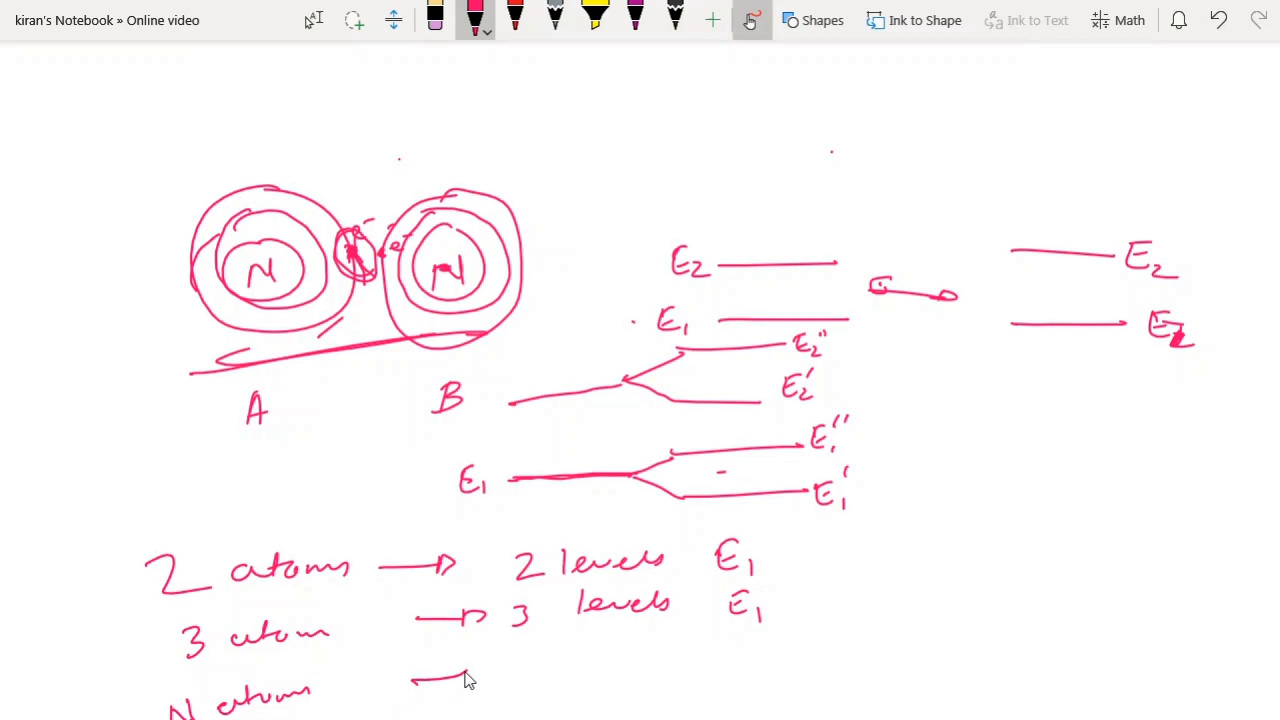 kiran's Notebook » Online video
Shapes
Ink to Shape
Ink to Text
Math
N
N
e⁻
e⁻
A
B
E₂
E₁
E₂
E₂
E₂''
E₂'
E₁''
E₁
E₁'
2 atoms → 2 levels E₁
3 atom → 3 levels E₁
N atoms